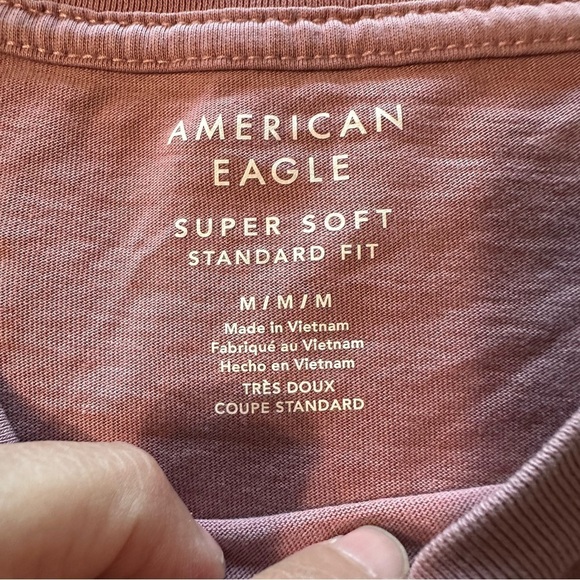 AMERICAN
EAGLE
SUPER SOFT
STANDARD FIT
M/M/M
Made in Vietnam
Fabriqué au Vietnam
Hecho en Vietnam
TRÈS DOUX
COUPE STANDARD